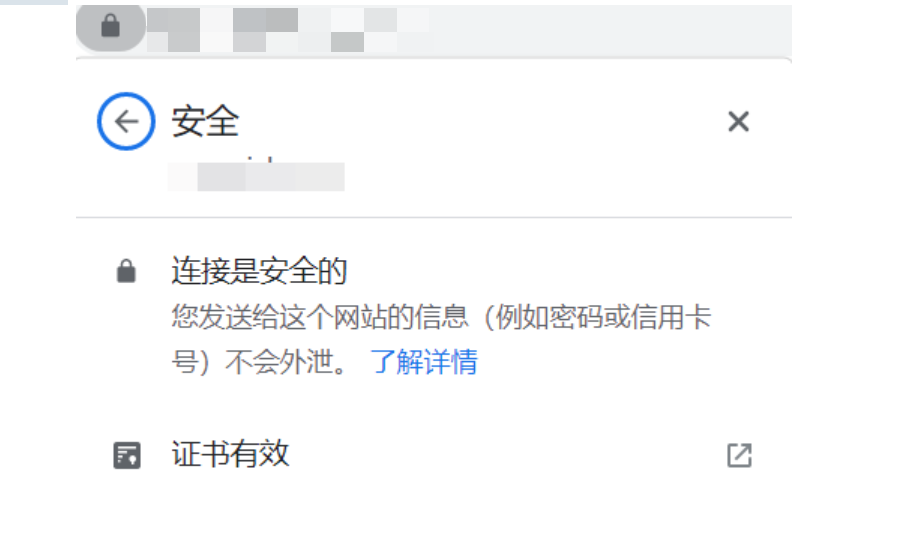 安全
连接是安全的
您发送给这个网站的信息（例如密码或信用卡
号）不会外泄。 了解详情
证书有效